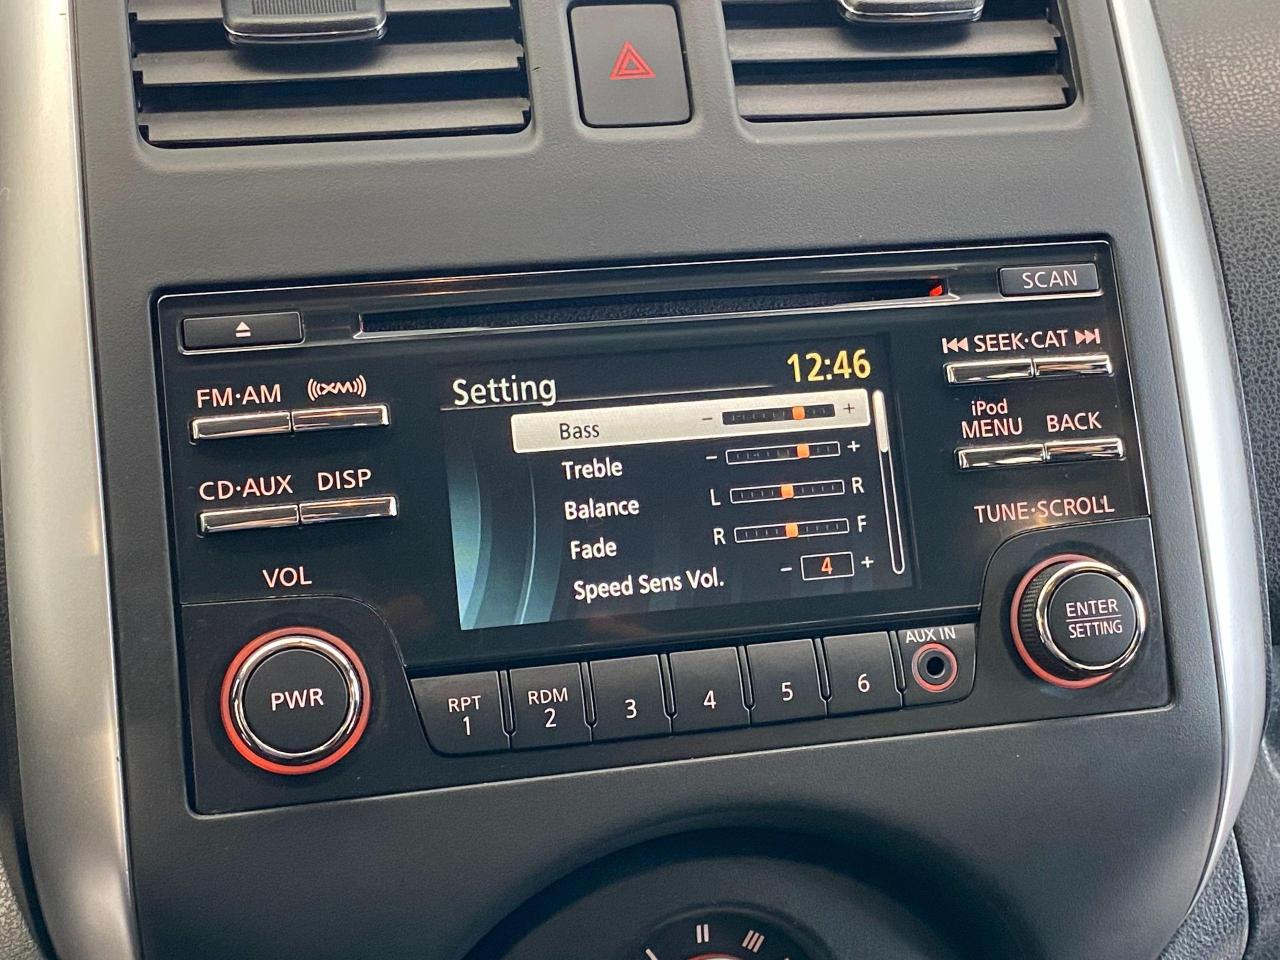 SCAN
SEEK·CAT
FM·AM
((XM))
12:46
Setting
Bass - +
Treble - +
Balance L R
Fade R F
Speed Sens Vol. - 4 +
iPod
MENU
BACK
CD·AUX
DISP
TUNE·SCROLL
VOL
PWR
ENTER
SETTING
AUX IN
RPT
1
RDM
2
3
4
5
6